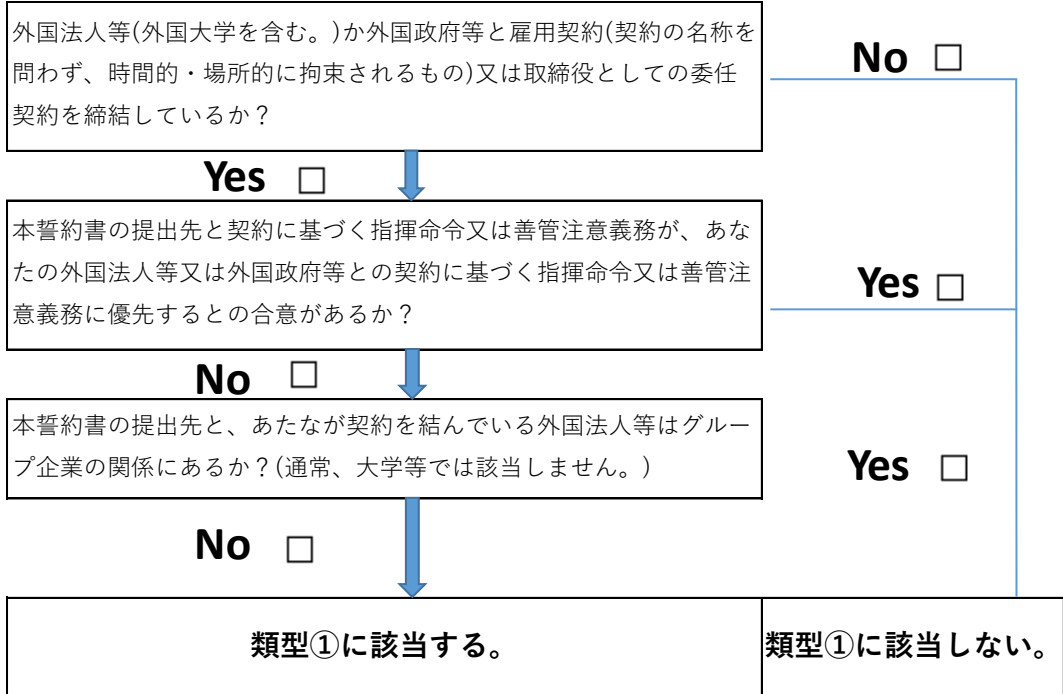 外国法人等(外国大学を含む。)か外国政府等と雇用契約(契約の名称を
問わず、時間的・場所的に拘束されるもの)又は取締役としての委任
契約を締結しているか？
No □
Yes □
本誓約書の提出先と契約に基づく指揮命令又は善管注意義務が、あな
たの外国法人等又は外国政府等との契約に基づく指揮命令又は善管注
意義務に優先するとの合意があるか？
Yes □
No □
本誓約書の提出先と、あたなが契約を結んでいる外国法人等はグルー
プ企業の関係にあるか？(通常、大学等では該当しません。)
Yes □
No □
類型①に該当する。
類型①に該当しない。